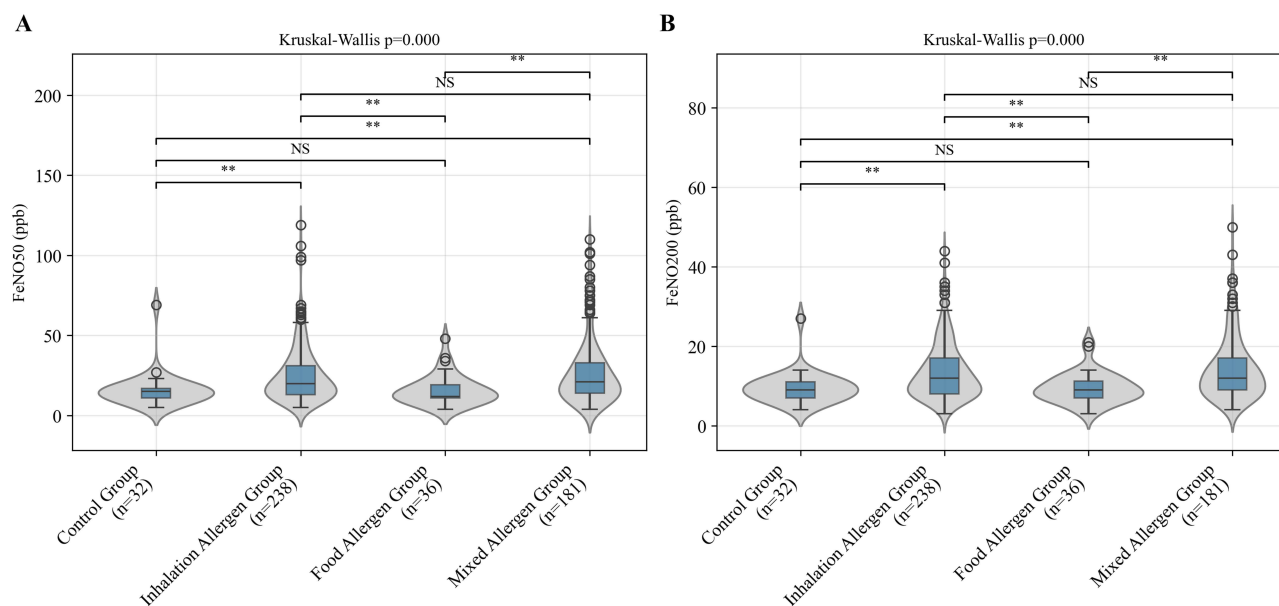 A
Kruskal-Wallis p=0.000
FeNO50 (ppb)
200
150
100
50
0
**
NS
**
**
NS
**
Control Group
(n=32)
Inhalation Allergen Group
(n=238)
Food Allergen Group
(n=36)
Mixed Allergen Group
(n=181)
B
Kruskal-Wallis p=0.000
FeNO200 (ppb)
80
60
40
20
0
**
NS
**
**
NS
**
Control Group
(n=32)
Inhalation Allergen Group
(n=238)
Food Allergen Group
(n=36)
Mixed Allergen Group
(n=181)